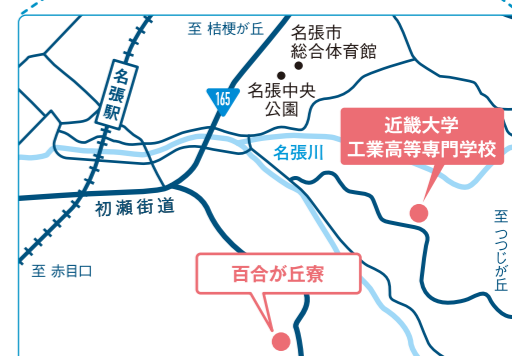 至 桔梗が丘
名張市
総合体育館
名張駅
165
名張中央
公園
近畿大学
工業高等専門学校
名張川
初瀬街道
至 つつじが丘
至 赤目口
百合が丘寮